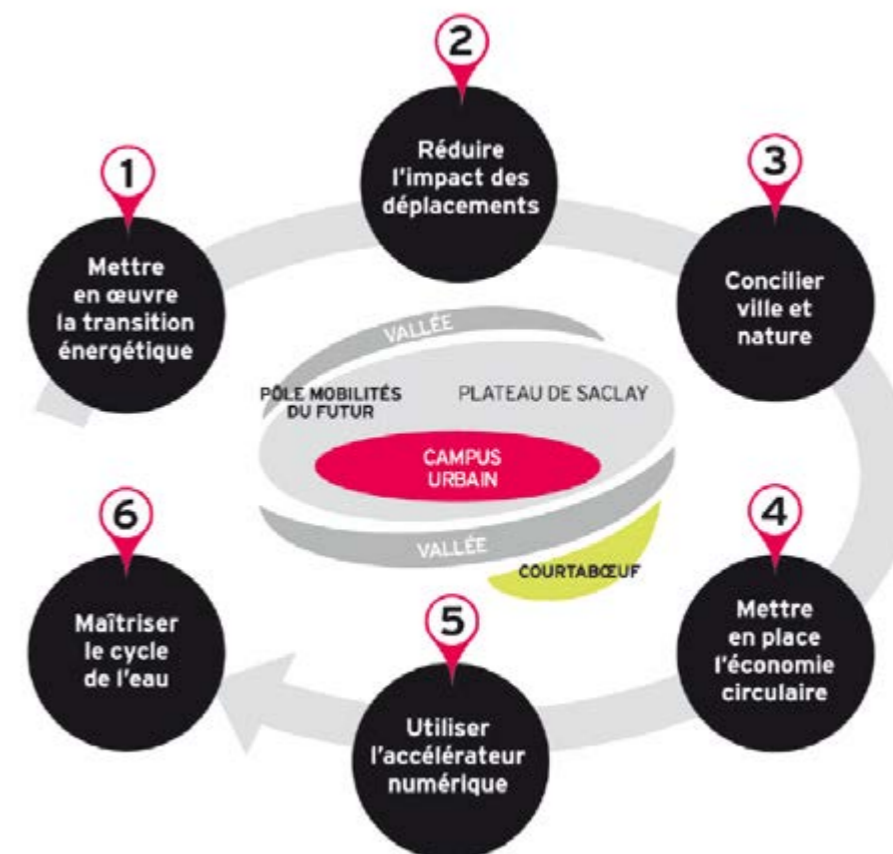 1
Mettre
en œuvre
la transition
énergétique
2
Réduire
l'impact des
déplacements
3
Concilier
ville et
nature
VALLÉE
PÔLE MOBILITÉS
DU FUTUR
PLATEAU DE SACLAY
CAMPUS
URBAIN
VALLÉE
COURTABŒUF
4
Mettre
en place
l'économie
circulaire
5
Utiliser
l'accélérateur
numérique
6
Maîtriser
le cycle
de l'eau